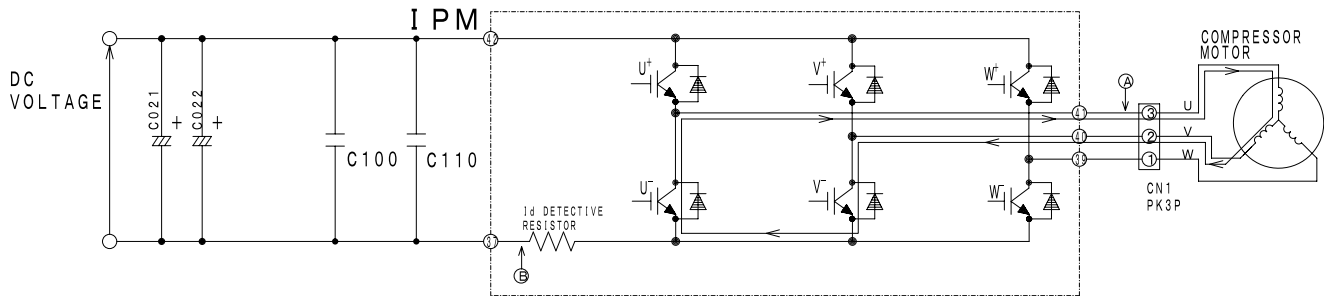 IPM
DC
VOLTAGE
C021
+
C022
+
C100
C110
42
37
Id DETECTIVE
RESISTOR
B
U+
V+
W+
U-
V-
W-
41
40
39
A
3
2
1
U
V
W
CN1
PK3P
COMPRESSOR
MOTOR